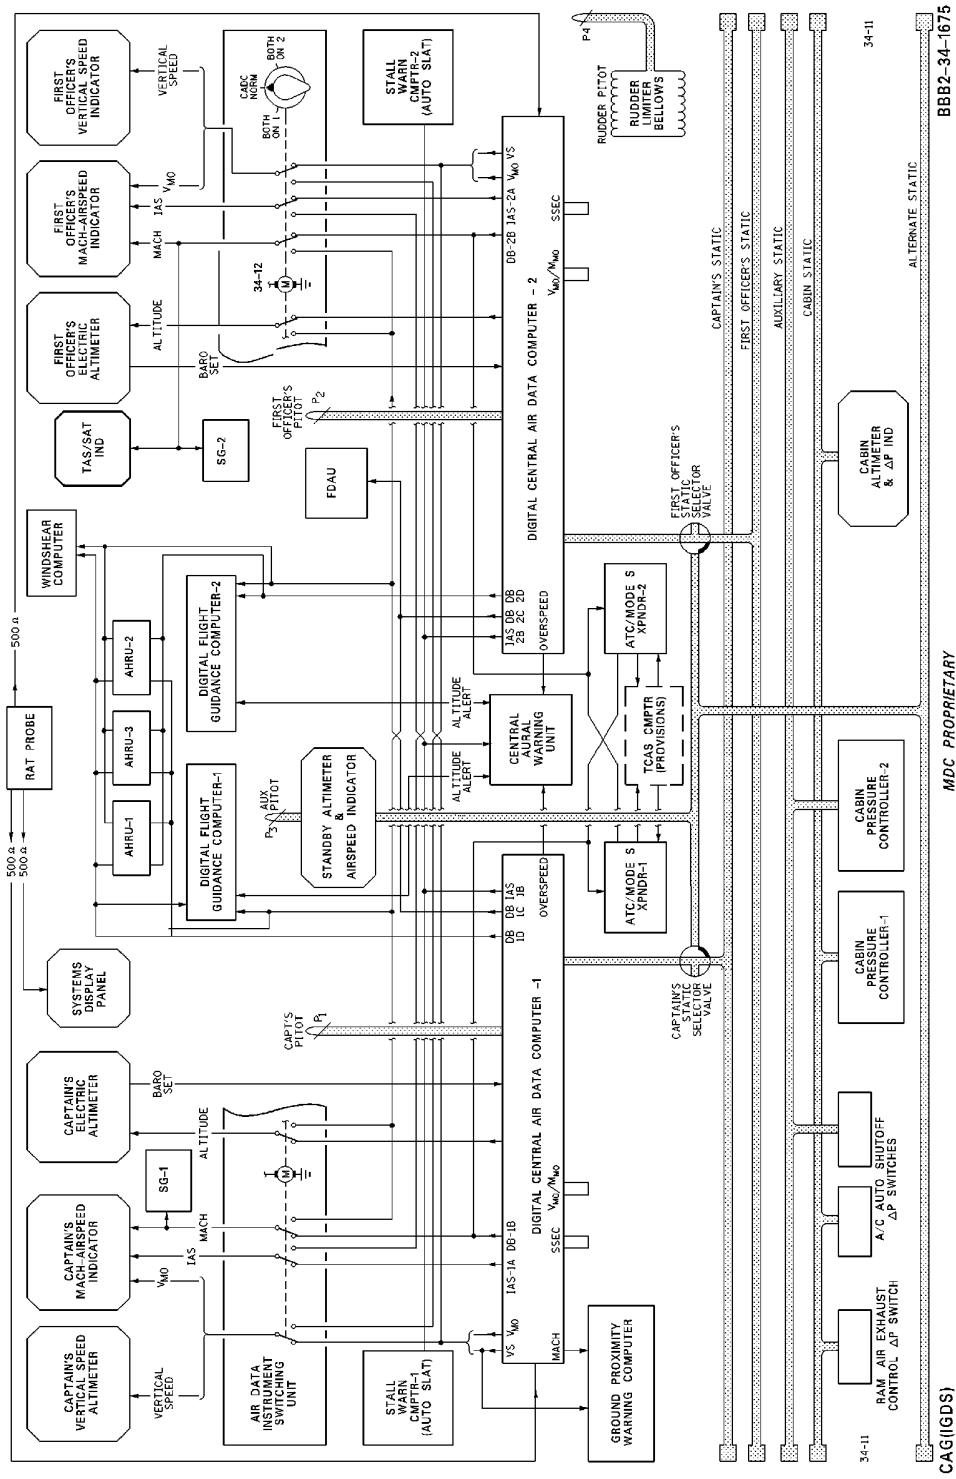 CAPTAIN'S
VERTICAL SPEED
ALTIMETER
CAPTAIN'S
MACH-AIRSPEED
INDICATOR
CAPTAIN'S
ELECTRIC
ALTIMETER
SYSTEMS
DISPLAY
PANEL
500 Ω
500 Ω
RAT PROBE
500 Ω
AHRU-1
AHRU-3
AHRU-2
WINDSHEAR
COMPUTER
TAS/SAT
IND
FIRST
OFFICER'S
ELECTRIC
ALTIMETER
FIRST
OFFICER'S
MACH-AIRSPEED
INDICATOR
FIRST
OFFICER'S
VERTICAL SPEED
INDICATOR
VERTICAL
SPEED
VMO
IAS
MACH
SG-1
ALTITUDE
BARO
SET
DIGITAL FLIGHT
GUIDANCE COMPUTER-1
DIGITAL FLIGHT
GUIDANCE COMPUTER-2
SG-2
BARO
SET
ALTITUDE
MACH
IAS
VMO
VERTICAL
SPEED
AIR DATA
INSTRUMENT
SWITCHING
UNIT
M
CAPT'S
PITOT
P1
P3
AUX
PITOT
STANDBY ALTIMETER
&
AIRSPEED INDICATOR
FDAU
FIRST
OFFICER'S
PITOT
P2
34-12
M
BOTH
ON 1
CADC
NORM
BOTH
ON 2
STALL
WARN
CMPTR-1
(AUTO SLAT)
STALL
WARN
CMPTR-2
(AUTO SLAT)
VS
VMO
IAS-1A
DB-1B
DB
1D
DB
1C
IAS
1B
ALTITUDE
ALERT
ALTITUDE
ALERT
IAS
2B
DB
2C
DB
2D
DB-2B
IAS-2A
VMO
VS
MACH
DIGITAL CENTRAL AIR DATA COMPUTER -1
SSEC
VMO/MMO
OVERSPEED
CENTRAL
AURAL
WARNING
UNIT
OVERSPEED
DIGITAL CENTRAL AIR DATA COMPUTER - 2
VMO/MMO
SSEC
GROUND PROXIMITY
WARNING COMPUTER
ATC/MODE S
XPNDR-1
TCAS CMPTR
(PROVISIONS)
ATC/MODE S
XPNDR-2
RUDDER PITOT
P4
RUDDER
LIMITER
BELLOWS
CAPTAIN'S
STATIC
SELECTOR
VALVE
FIRST OFFICER'S
STATIC
SELECTOR
VALVE
CAPTAIN'S STATIC
FIRST OFFICER'S STATIC
AUXILIARY STATIC
CABIN STATIC
ALTERNATE STATIC
34-11
RAM AIR EXHAUST
CONTROL ΔP SWITCH
A/C AUTO SHUTOFF
ΔP SWITCHES
CABIN
PRESSURE
CONTROLLER-1
CABIN
PRESSURE
CONTROLLER-2
CABIN
ALTIMETER
& ΔP IND
34-11
CAG(IGDS)
MDC PROPRIETARY
BBB2-34-1675